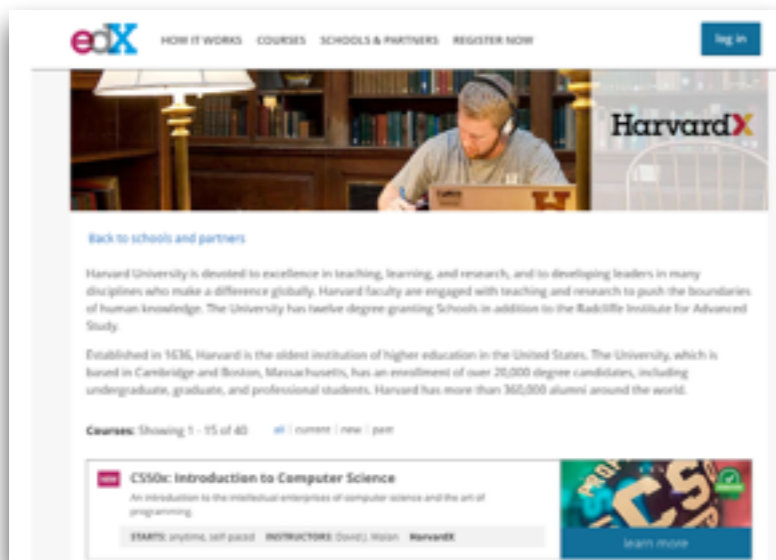 edX HOW IT WORKS COURSES SCHOOLS & PARTNERS REGISTER NOW log in
HarvardX
Back to schools and partners
Harvard University is devoted to excellence in teaching, learning, and research, and to developing leaders in many
disciplines who make a difference globally. Harvard faculty are engaged with teaching and research to push the boundaries
of human knowledge. The University has twelve degree-granting Schools in addition to the Radcliffe Institute for Advanced
Study.
Established in 1636, Harvard is the oldest institution of higher education in the United States. The University, which is
based in Cambridge and Boston, Massachusetts, has an enrollment of over 20,000 degree candidates, including
undergraduate, graduate, and professional students. Harvard has more than 360,000 alumni around the world.
Courses: Showing 1 - 15 of 40 all | current | new | past
NEW CS50x: Introduction to Computer Science
An introduction to the intellectual enterprises of computer science and the art of
programming.
STARTS: anytime, self-paced INSTRUCTORS: David J. Malan HarvardX
CS
learn more